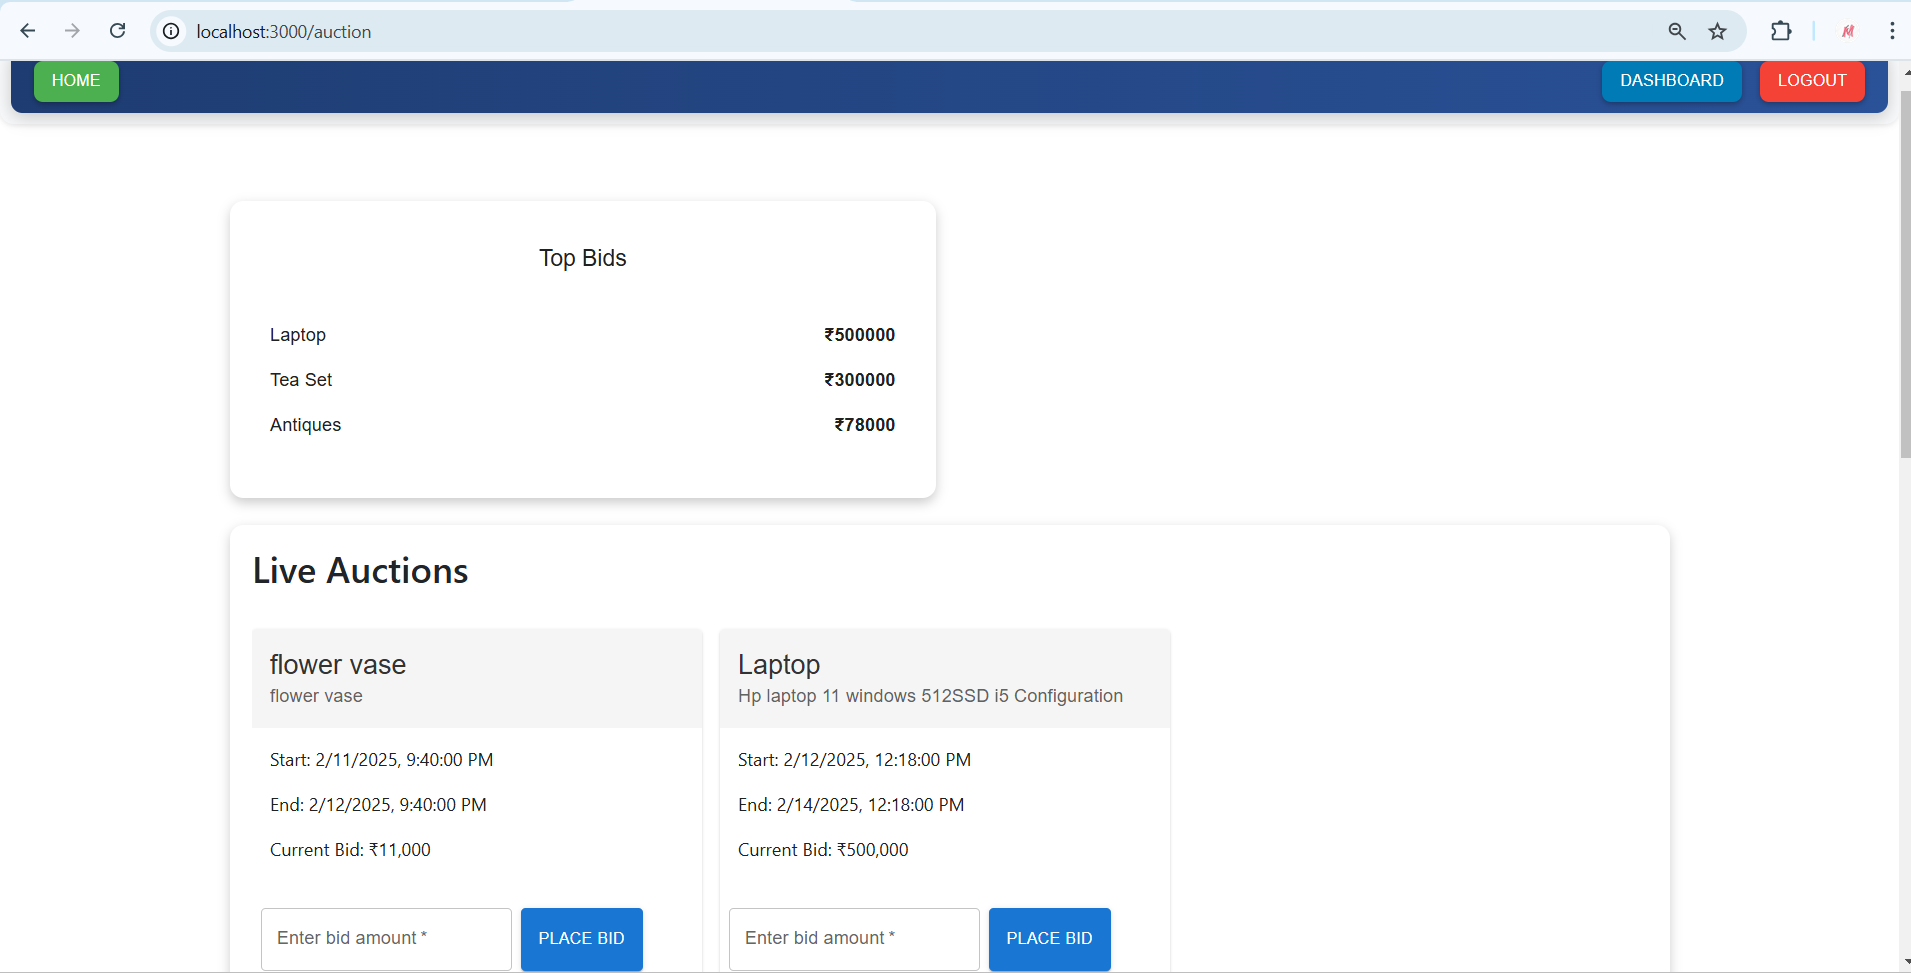 localhost:3000/auction
HOME DASHBOARD LOGOUT
Top Bids
Laptop ₹500000
Tea Set ₹300000
Antiques ₹78000
Live Auctions
flower vase
flower vase
Start: 2/11/2025, 9:40:00 PM
End: 2/12/2025, 9:40:00 PM
Current Bid: ₹11,000
Enter bid amount * PLACE BID
Laptop
Hp laptop 11 windows 512SSD i5 Configuration
Start: 2/12/2025, 12:18:00 PM
End: 2/14/2025, 12:18:00 PM
Current Bid: ₹500,000
Enter bid amount * PLACE BID